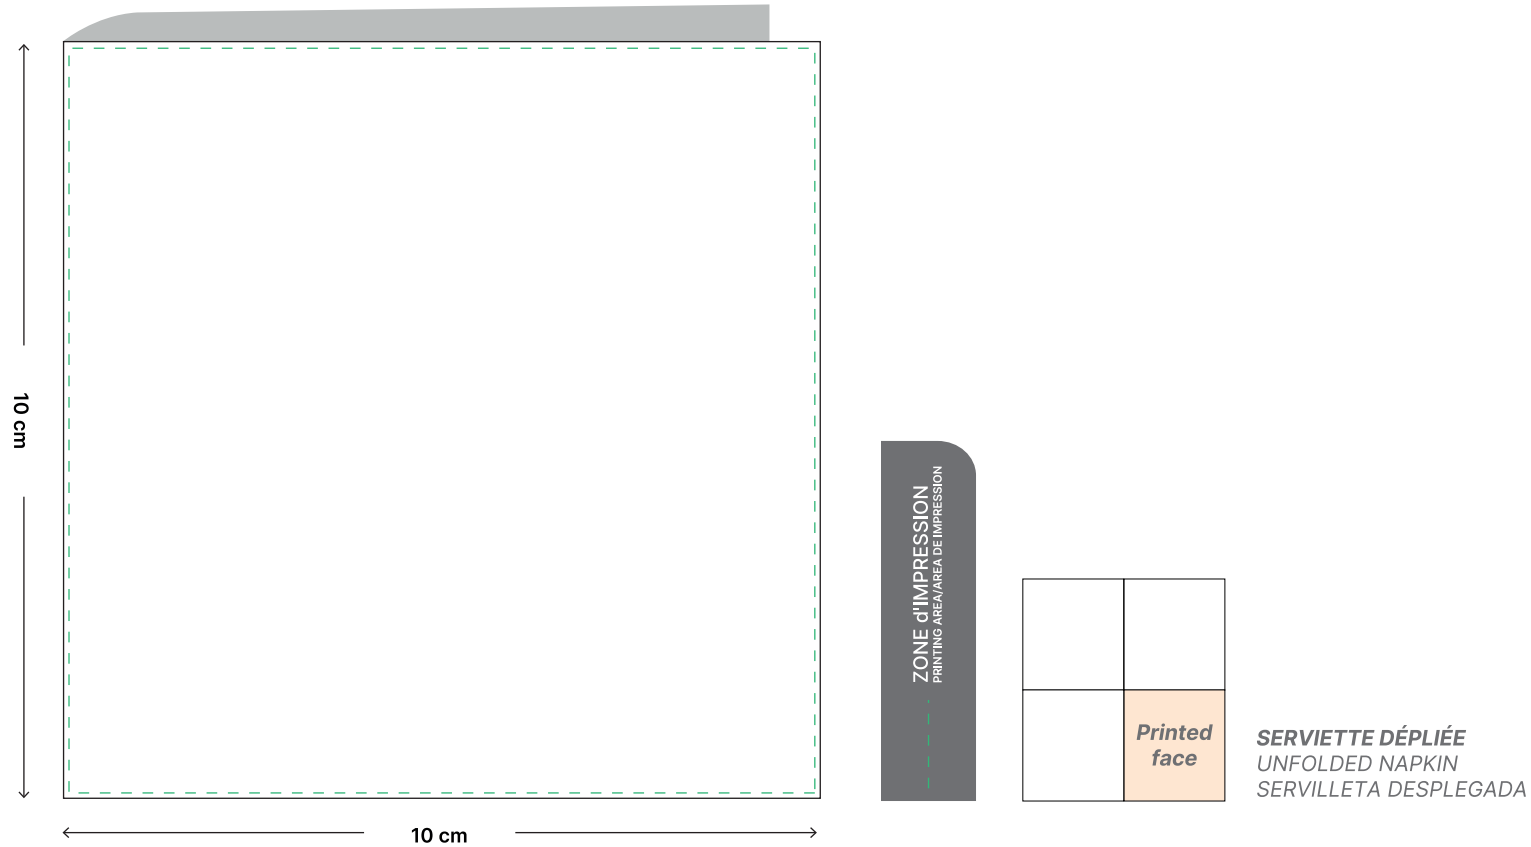 10 cm
10 cm
ZONE d'IMPRESSION
PRINTING AREA/AREA DE IMPRESSION
Printed
face
SERVIETTE DÉPLIÉE
UNFOLDED NAPKIN
SERVILLETA DESPLEGADA